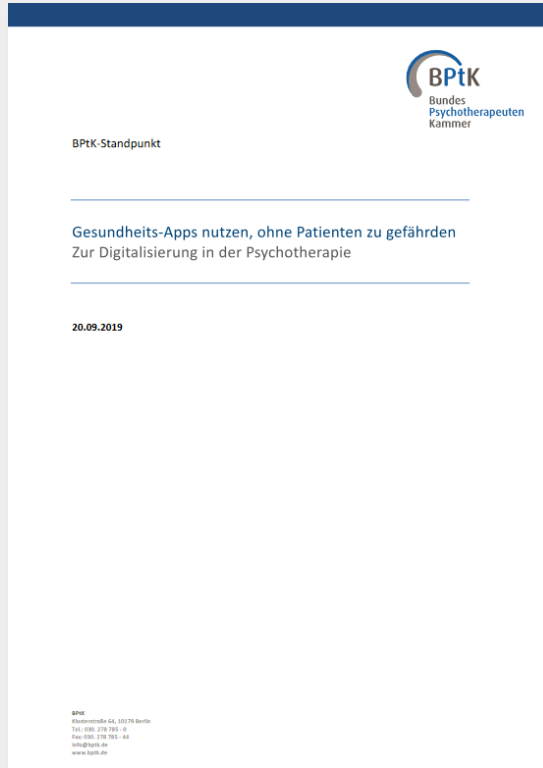 BPtK
Bundes
Psychotherapeuten
Kammer
BPtK-Standpunkt
Gesundheits-Apps nutzen, ohne Patienten zu gefährden
Zur Digitalisierung in der Psychotherapie
20.09.2019
BPtK
Klosterstraße 64, 10179 Berlin
Tel.: 030. 278 785 - 0
Fax: 030. 278 785 - 44
info@bptk.de
www.bptk.de